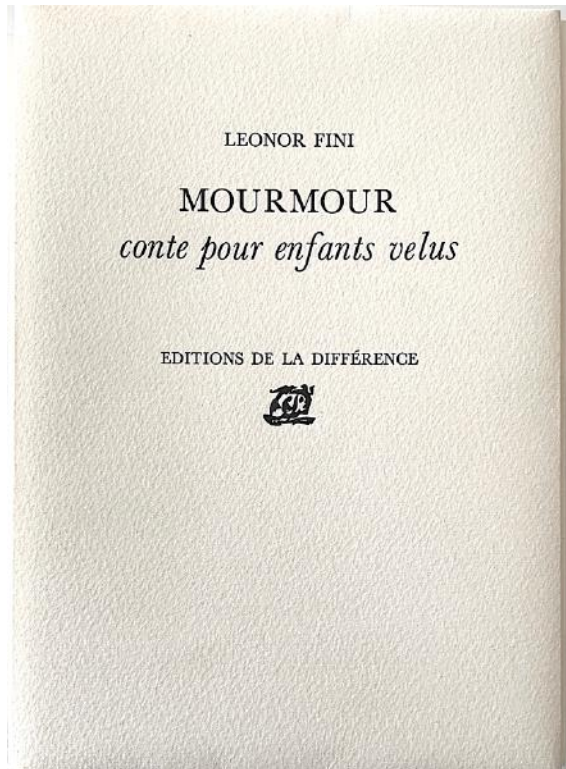 LEONOR FINI
MOURMOUR
conte pour enfants velus
EDITIONS DE LA DIFFÉRENCE